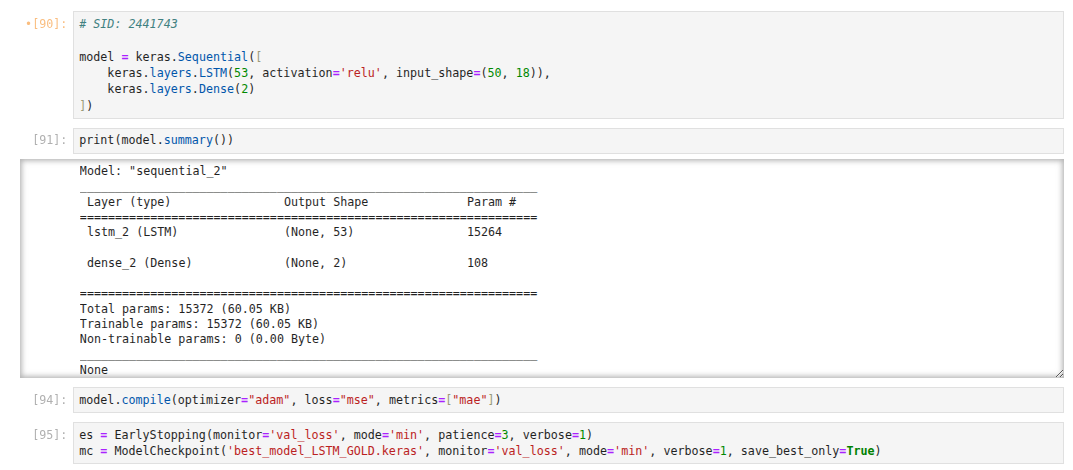 •[90]: # SID: 2441743
model = keras.Sequential([
    keras.layers.LSTM(53, activation='relu', input_shape=(50, 18)),
    keras.layers.Dense(2)
])
[91]: print(model.summary())
Model: "sequential_2"
_________________________________________________________________
 Layer (type)                Output Shape              Param #
=================================================================
 lstm_2 (LSTM)               (None, 53)                15264
 dense_2 (Dense)             (None, 2)                 108
=================================================================
Total params: 15372 (60.05 KB)
Trainable params: 15372 (60.05 KB)
Non-trainable params: 0 (0.00 Byte)
_________________________________________________________________
None
[94]: model.compile(optimizer="adam", loss="mse", metrics=["mae"])
[95]: es = EarlyStopping(monitor='val_loss', mode='min', patience=3, verbose=1)
mc = ModelCheckpoint('best_model_LSTM_GOLD.keras', monitor='val_loss', mode='min', verbose=1, save_best_only=True)